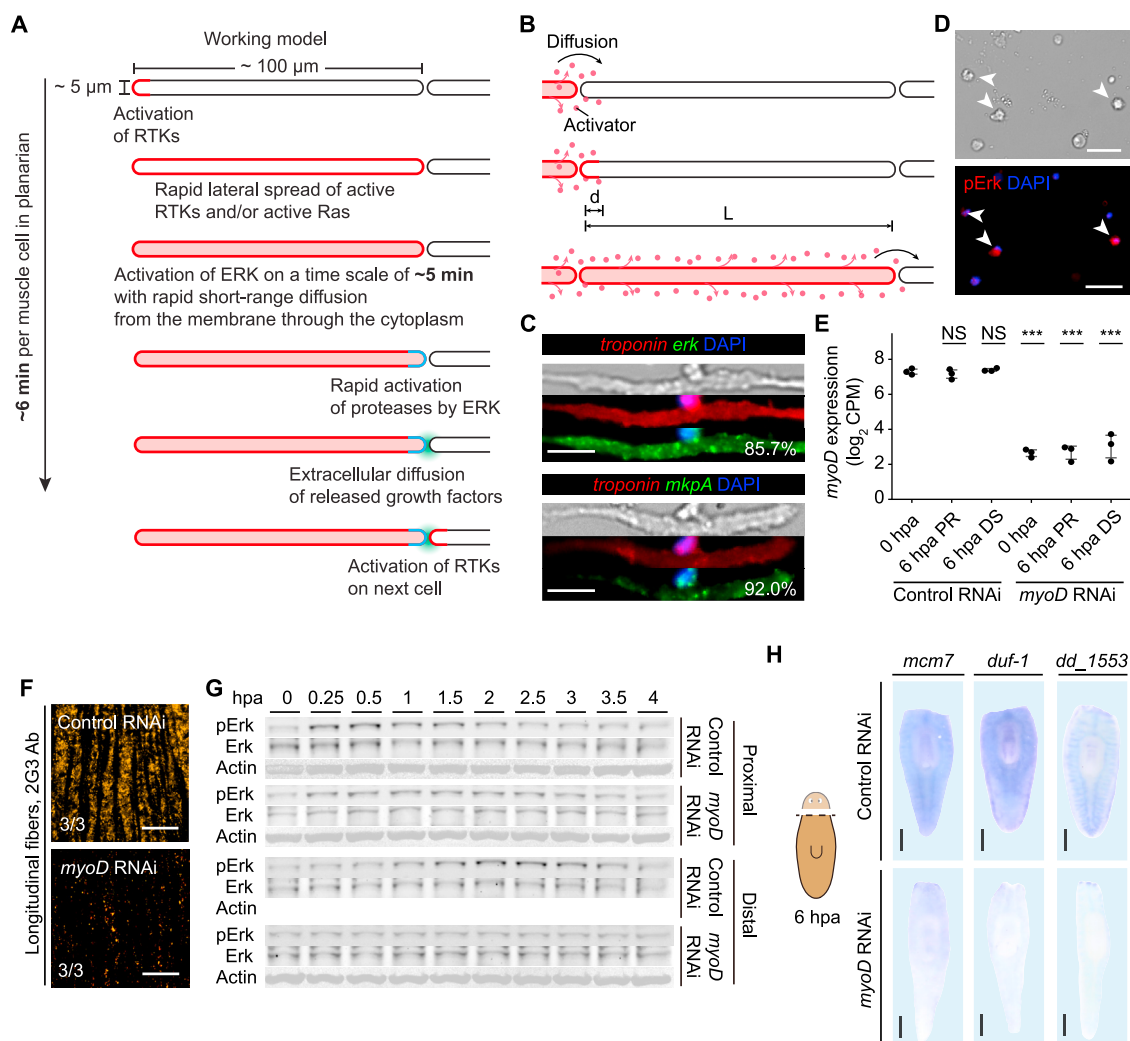 A
Working model
~ 100 µm
~ 5 µm
Activation
of RTKs
Rapid lateral spread of active
RTKs and/or active Ras
Activation of ERK on a time scale of ~5 min
with rapid short-range diffusion
from the membrane through the cytoplasm
Rapid activation
of proteases by ERK
Extracellular diffusion
of released growth factors
Activation of RTKs
on next cell
~6 min per muscle cell in planarian
B
Diffusion
Activator
d
L
C
troponin erk DAPI
85.7%
troponin mkpA DAPI
92.0%
D
pErk DAPI
E
NS NS *** *** ***
myoD expressionn
(log2 CPM)
8
6
4
2
0
0 hpa
6 hpa PR
6 hpa DS
0 hpa
6 hpa PR
6 hpa DS
Control RNAi
myoD RNAi
F
Longitudinal fibers, 2G3 Ab
Control RNAi
3/3
myoD RNAi
3/3
G
hpa 0 0.25 0.5 1 1.5 2 2.5 3 3.5 4
pErk
Erk
Actin
Control
RNAi
pErk
Erk
Actin
myoD
RNAi
Proximal
pErk
Erk
Actin
Control
RNAi
pErk
Erk
Actin
myoD
RNAi
Distal
H
mcm7 duf-1 dd_1553
Control RNAi
myoD RNAi
6 hpa